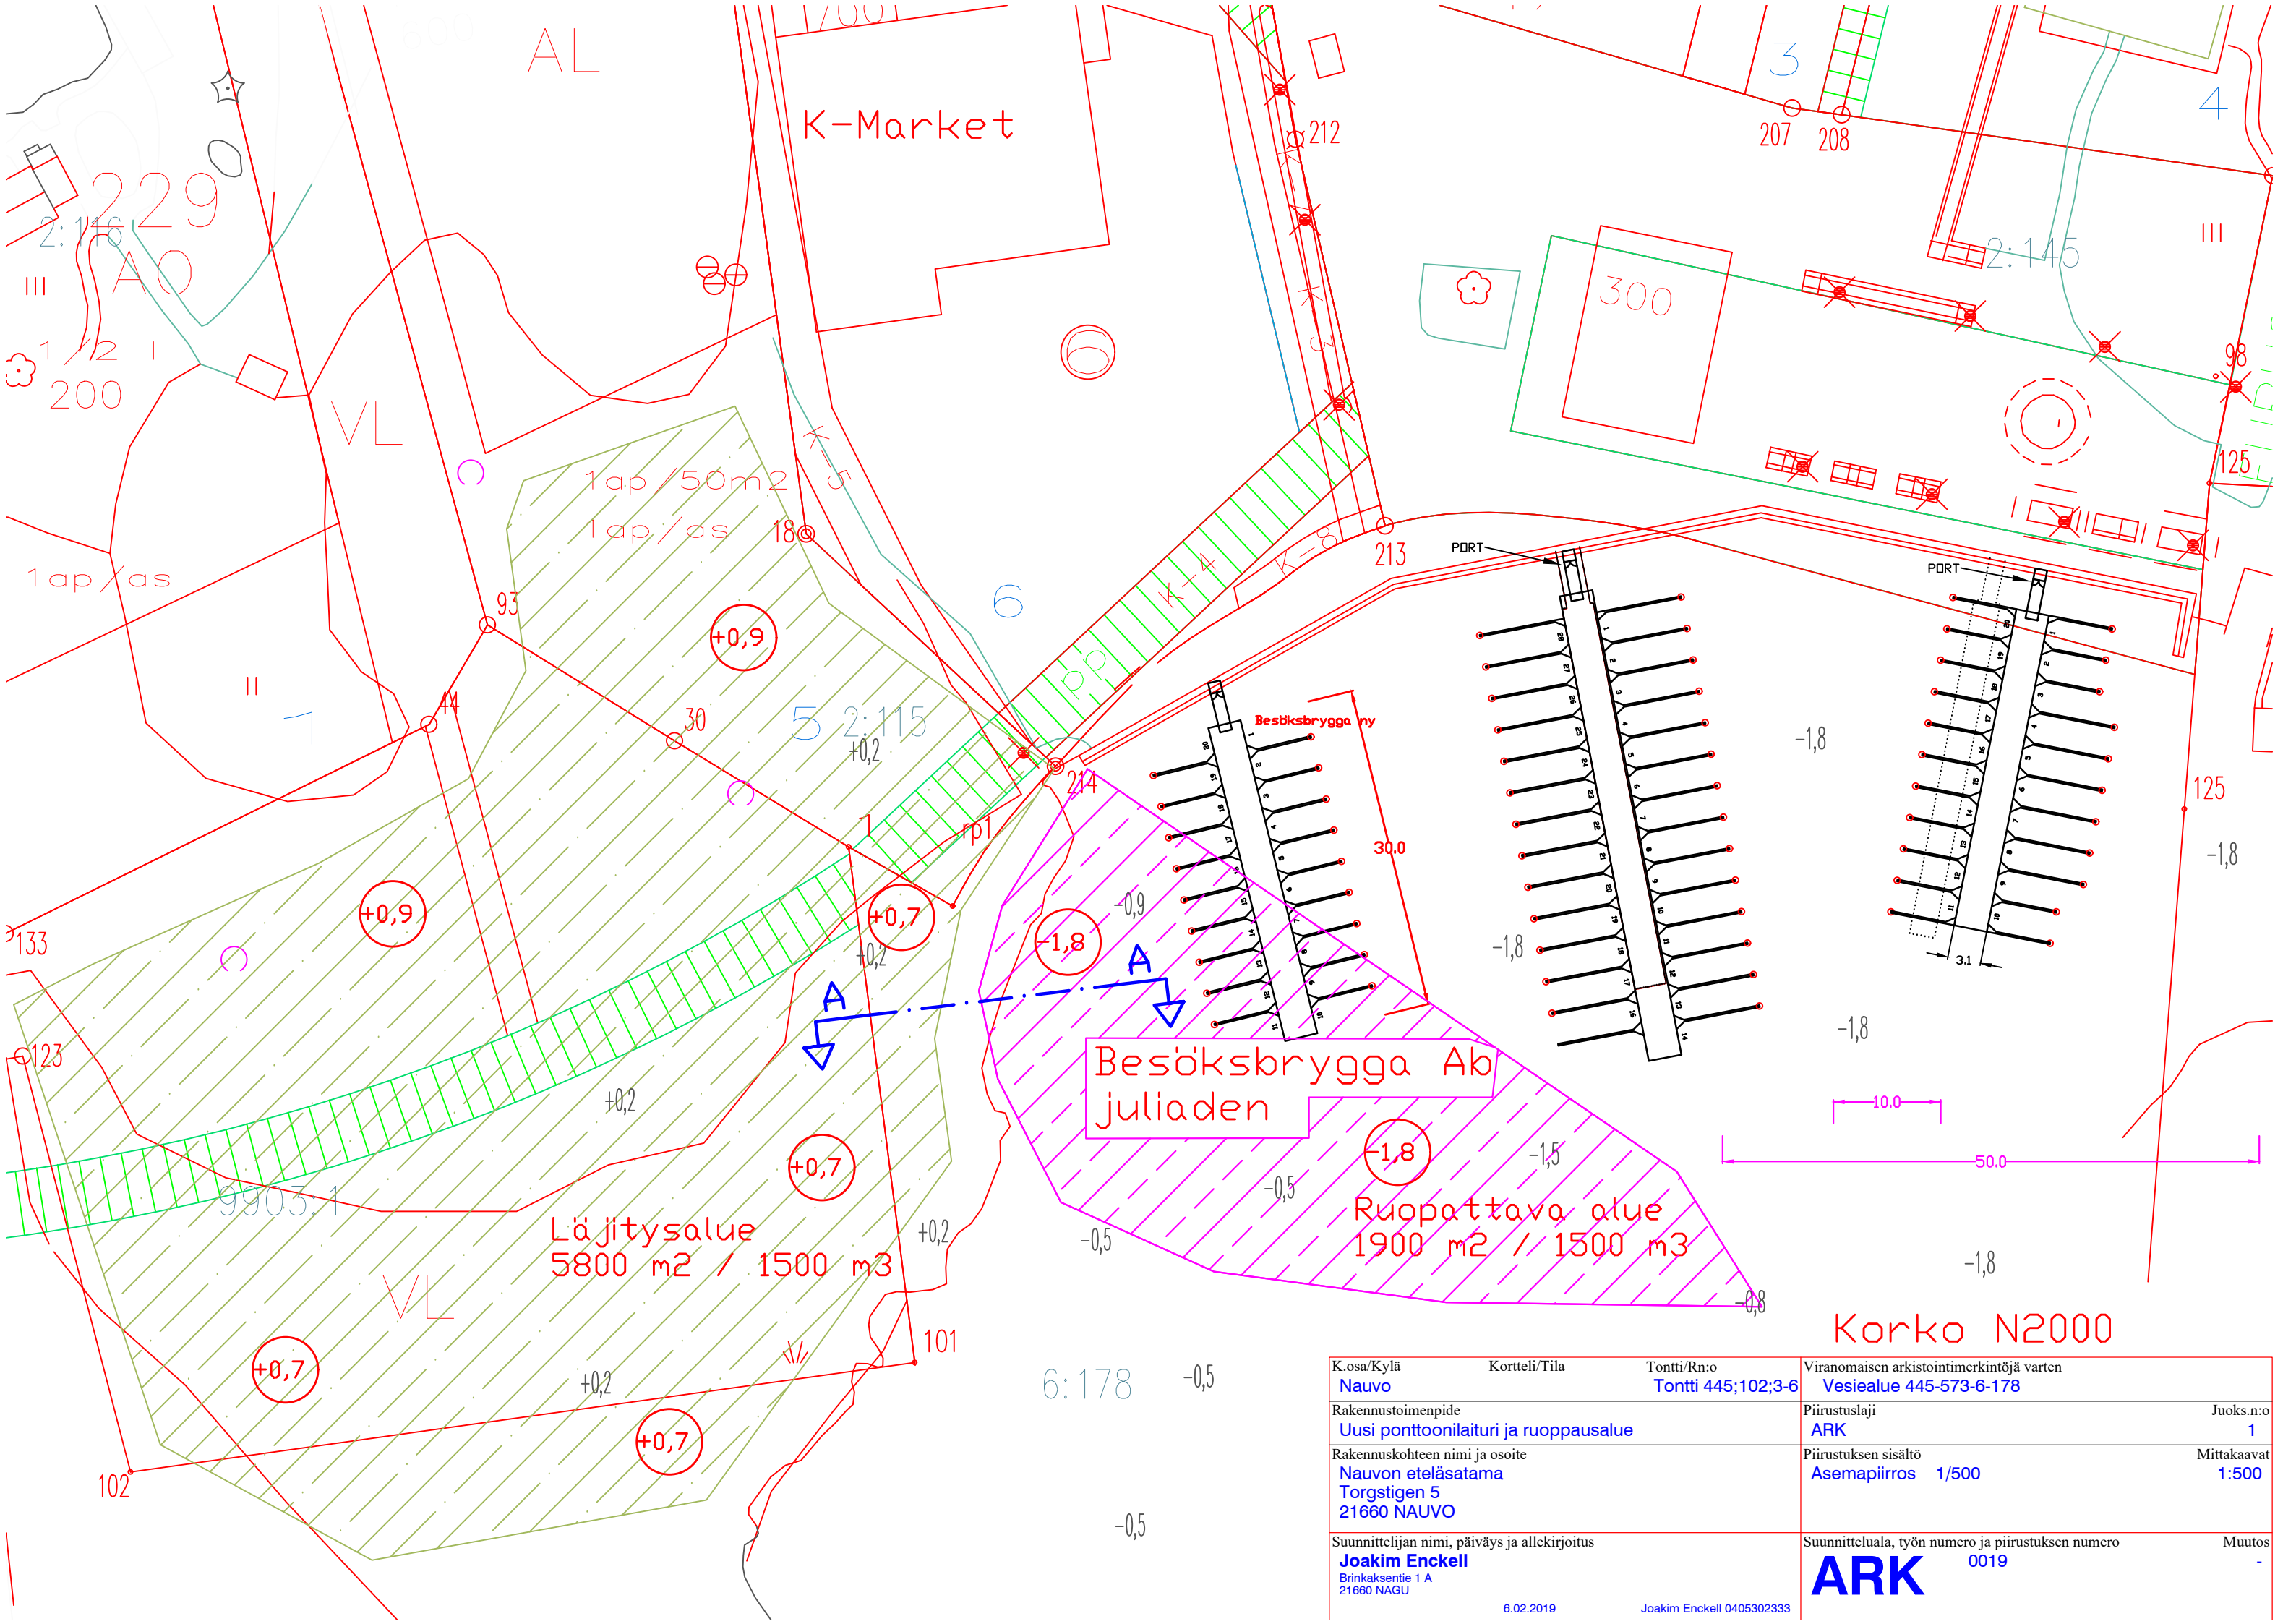 700
AL
K-Market
212
3
4
207 208
229
2:116
AO
III
2:145
III
300
6
98
1/2 I
200
VL
K-5
1ap/50m2
1ap/as
125
18
K-8
213
PORT
PORT
1ap/as
93
6
K-4
pp
+0,9
II
44
30
7
5 2:115
+0,2
Besöksbrygga ny
-1,8
214
125
1
rp1
30.0
-1,8
+0,9
+0,7
-0,9
133
-1,8
-1,8
+0,2
A
A
3.1
-1,8
123
Besöksbrygga Ab
juliaden
+0,2
10.0
-1,8
-1,5
50.0
+0,7
-0,5
9903:1
Läjitysalue
5800 m2 / 1500 m3
+0,2
-0,5
Ruopattava alue
1900 m2 / 1500 m3
-1,8
VL
-0,8
Korko N2000
101
+0,7
+0,2
6:178
-0,5
+0,7
102
-0,5
K.osa/Kylä Kortteli/Tila Tontti/Rn:o Viranomaisen arkistointimerkintöjä varten
Nauvo Tontti 445;102;3-6 Vesiealue 445-573-6-178
Rakennustoimenpide Piirustuslaji Juoks.n:o
Uusi ponttoonilaituri ja ruoppausalue ARK 1
Rakennuskohteen nimi ja osoite Piirustuksen sisältö Mittakaavat
Nauvon eteläsatama Asemapiirros 1/500 1:500
Torgstigen 5
21660 NAUVO
Suunnittelijan nimi, päiväys ja allekirjoitus Suunnitteluala, työn numero ja piirustuksen numero Muutos
Joakim Enckell ARK 0019 -
Brinkaksentie 1 A
21660 NAGU
6.02.2019 Joakim Enckell 0405302333